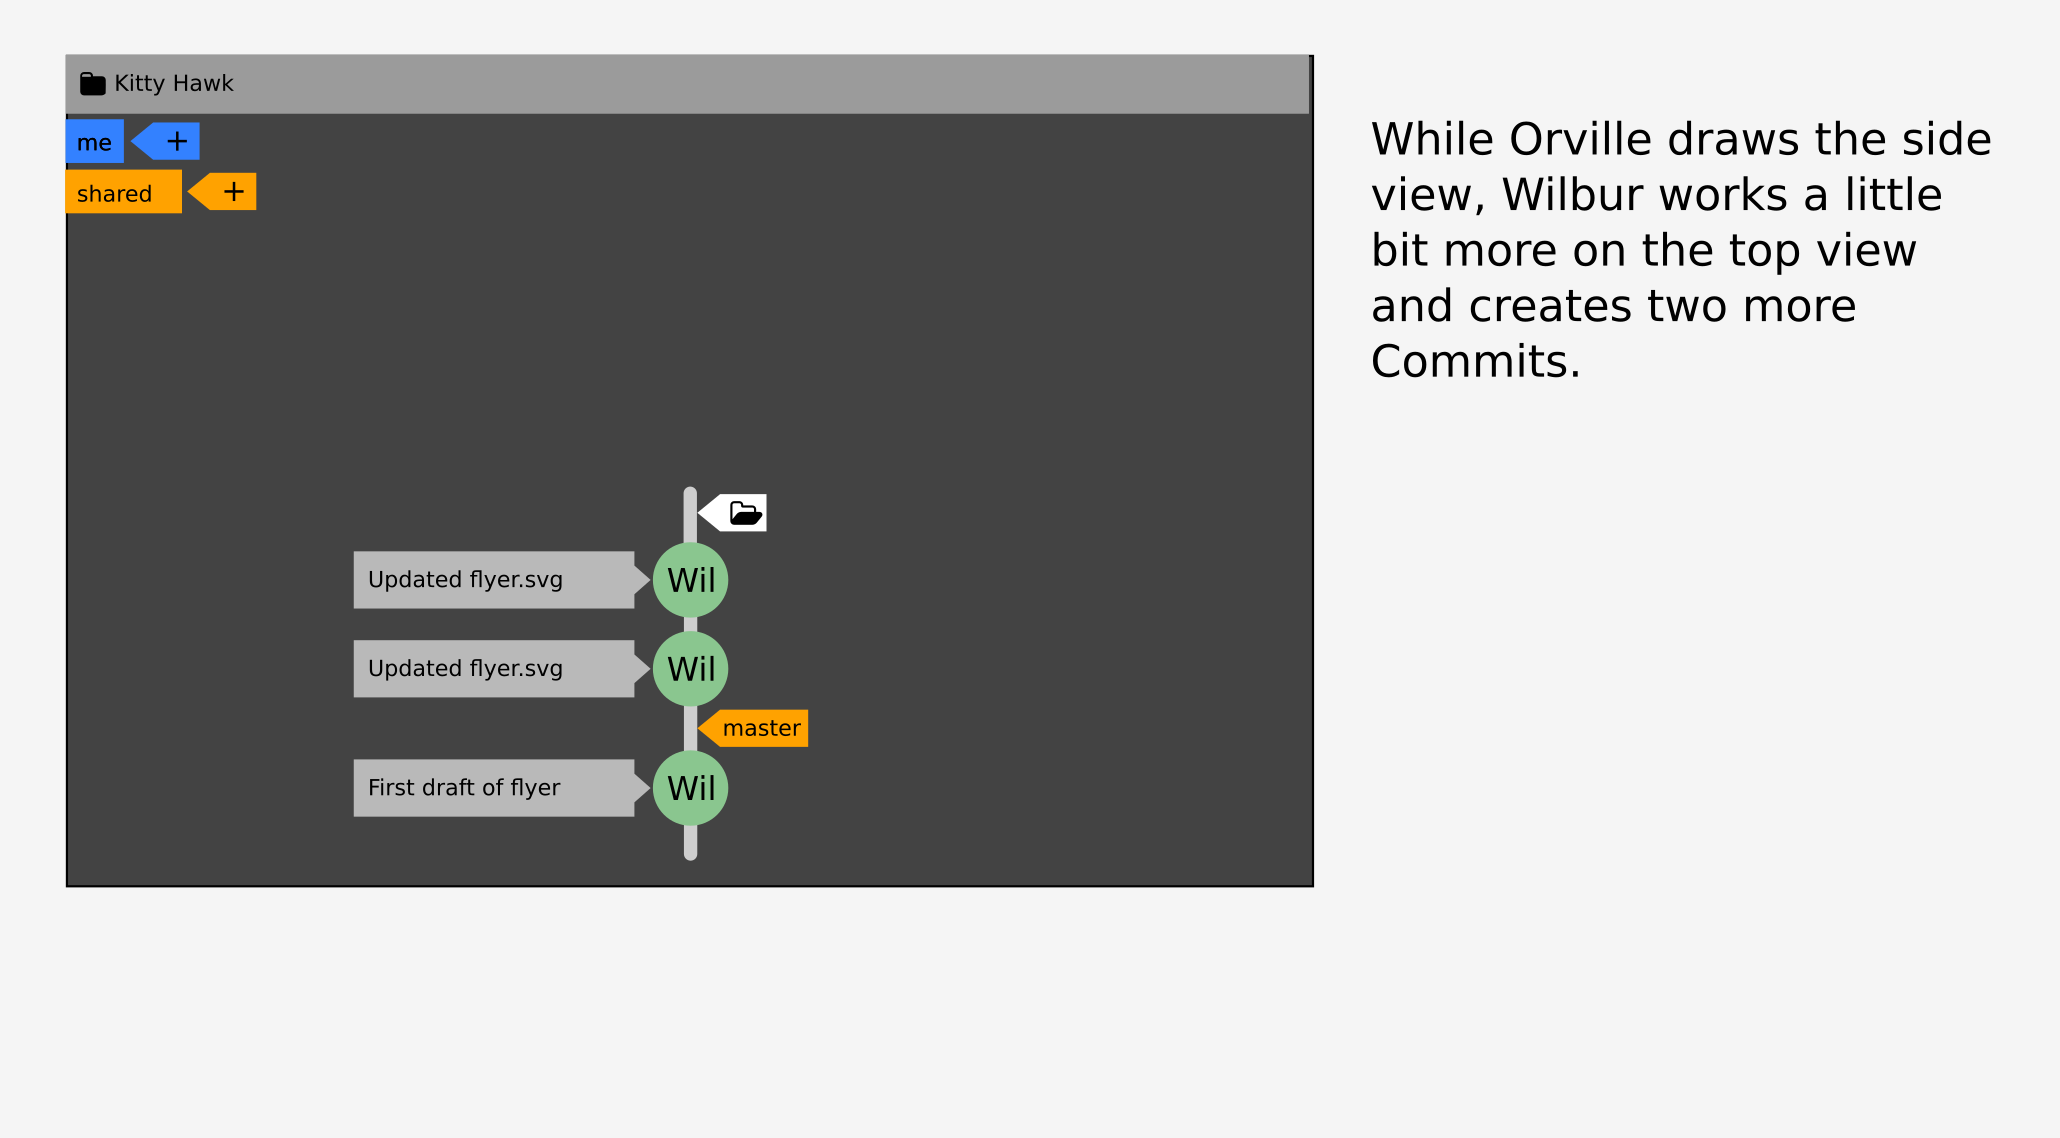 Kitty Hawk
me +
shared +
Updated flyer.svg Wil
Updated flyer.svg Wil
master
First draft of flyer Wil
While Orville draws the side
view, Wilbur works a little
bit more on the top view
and creates two more
Commits.